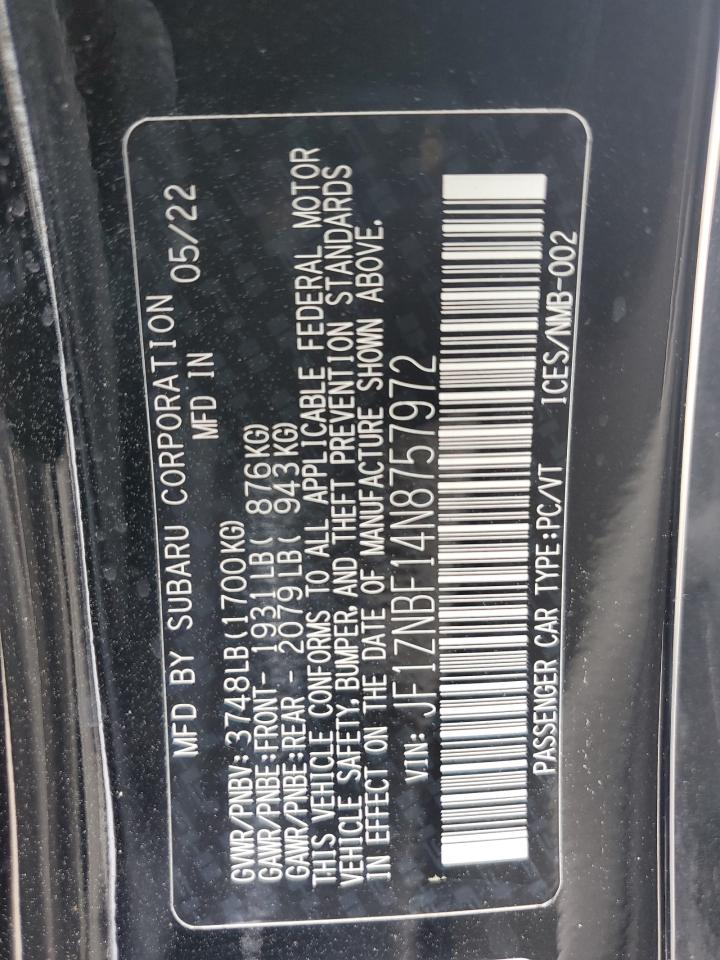 MFD BY SUBARU CORPORATION
MFD IN 05/22
GVWR/PNBV: 3748LB(1700KG)
GAWR/PNBE:FRONT- 1931LB( 876KG)
GAWR/PNBE:REAR - 2079LB( 943KG)
THIS VEHICLE CONFORMS TO ALL APPLICABLE FEDERAL MOTOR
VEHICLE SAFETY, BUMPER, AND THEFT PREVENTION STANDARDS
IN EFFECT ON THE DATE OF MANUFACTURE SHOWN ABOVE.
VIN: JF1ZNBF14N8757972
PASSENGER CAR TYPE:PC/VT ICES/NMB-002